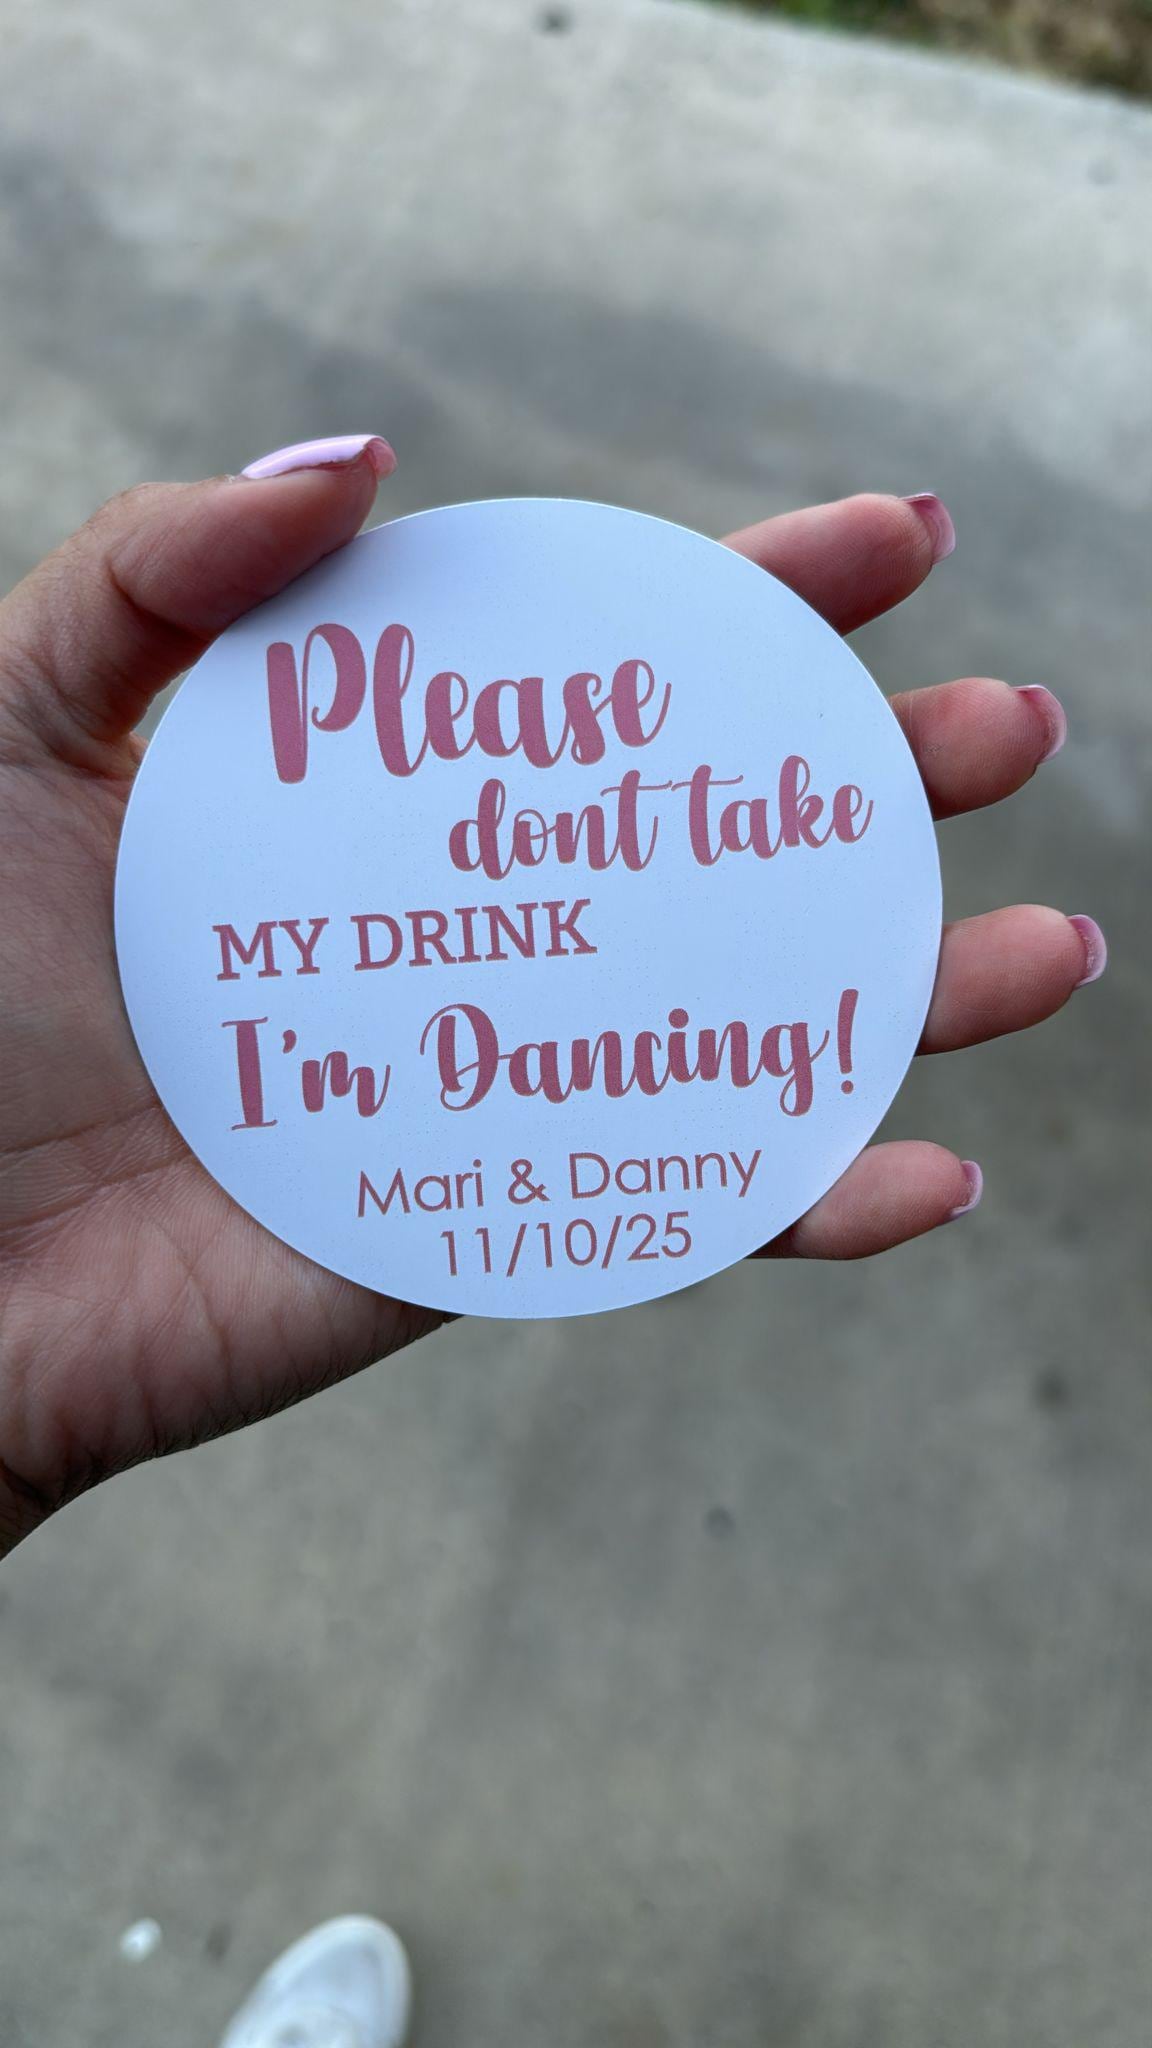 Please
dont take
MY DRINK
I'm Dancing!
Mari & Danny
11/10/25